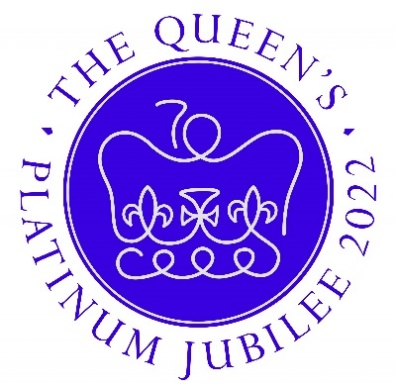 THE QUEEN'S
PLATINUM JUBILEE 2022
70